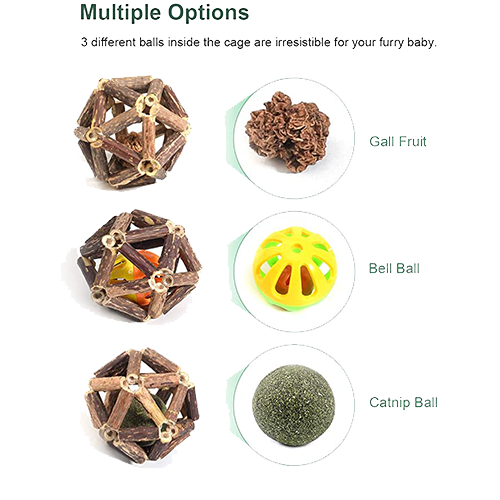 Multiple Options
3 different balls inside the cage are irresistible for your furry baby.
Gall Fruit
Bell Ball
Catnip Ball